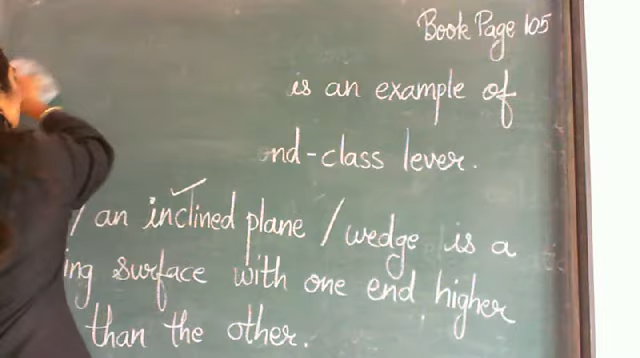 Book Page 105
is an example of
nd-class lever.
an inclined plane / wedge is a
ing surface with one end higher
than the other.